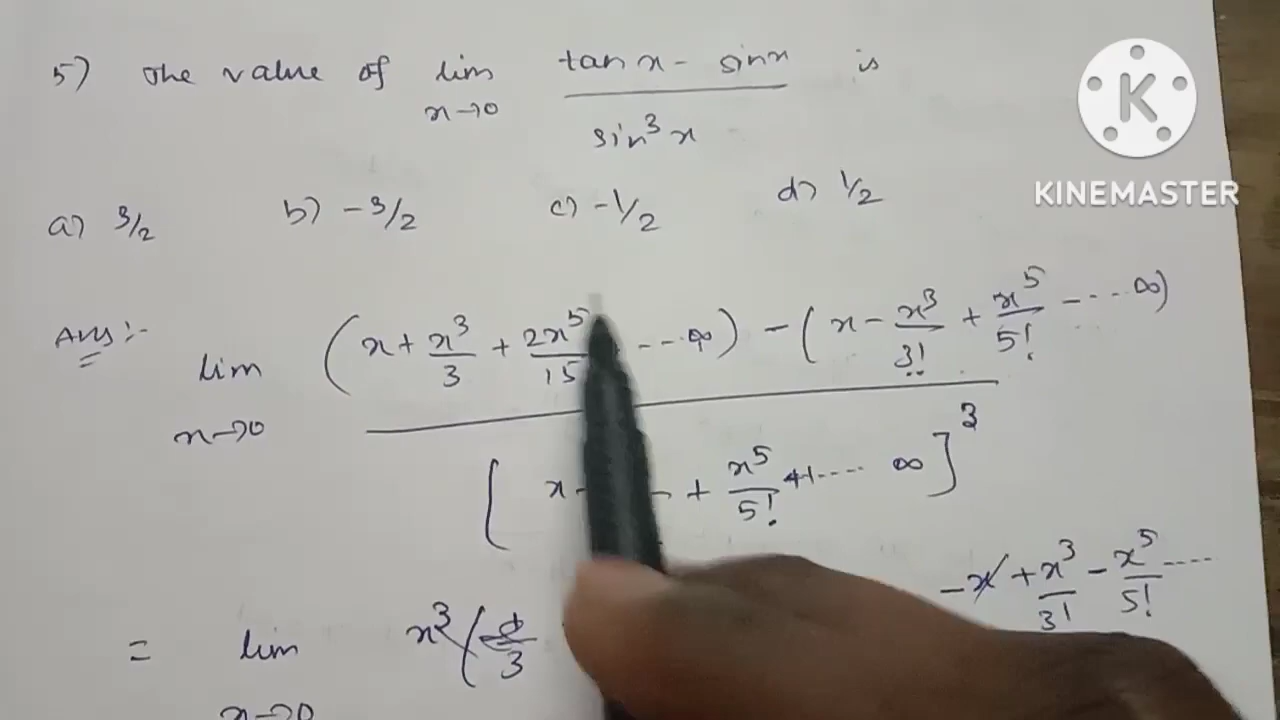 5) The value of lim x→0 (tan x - sin x) / sin³x is
a) 3/2 b) -3/2 c) -1/2 d) 1/2
Ans:- lim x→0 (x + x³/3 + 2x⁵/15 ----∞) - (x - x³/3! + x⁵/5! - ----∞)
[x - + x⁵/5! +---- ∞]³
-x + x³/3! - x⁵/5! ----
= lim x→0 x³( /3
K
KINEMASTER